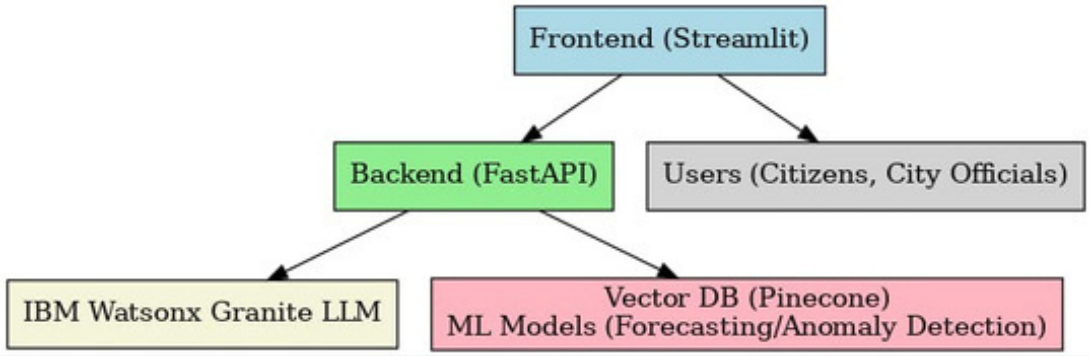 Frontend (Streamlit)
Backend (FastAPI)
Users (Citizens, City Officials)
IBM Watsonx Granite LLM
Vector DB (Pinecone)
ML Models (Forecasting/Anomaly Detection)